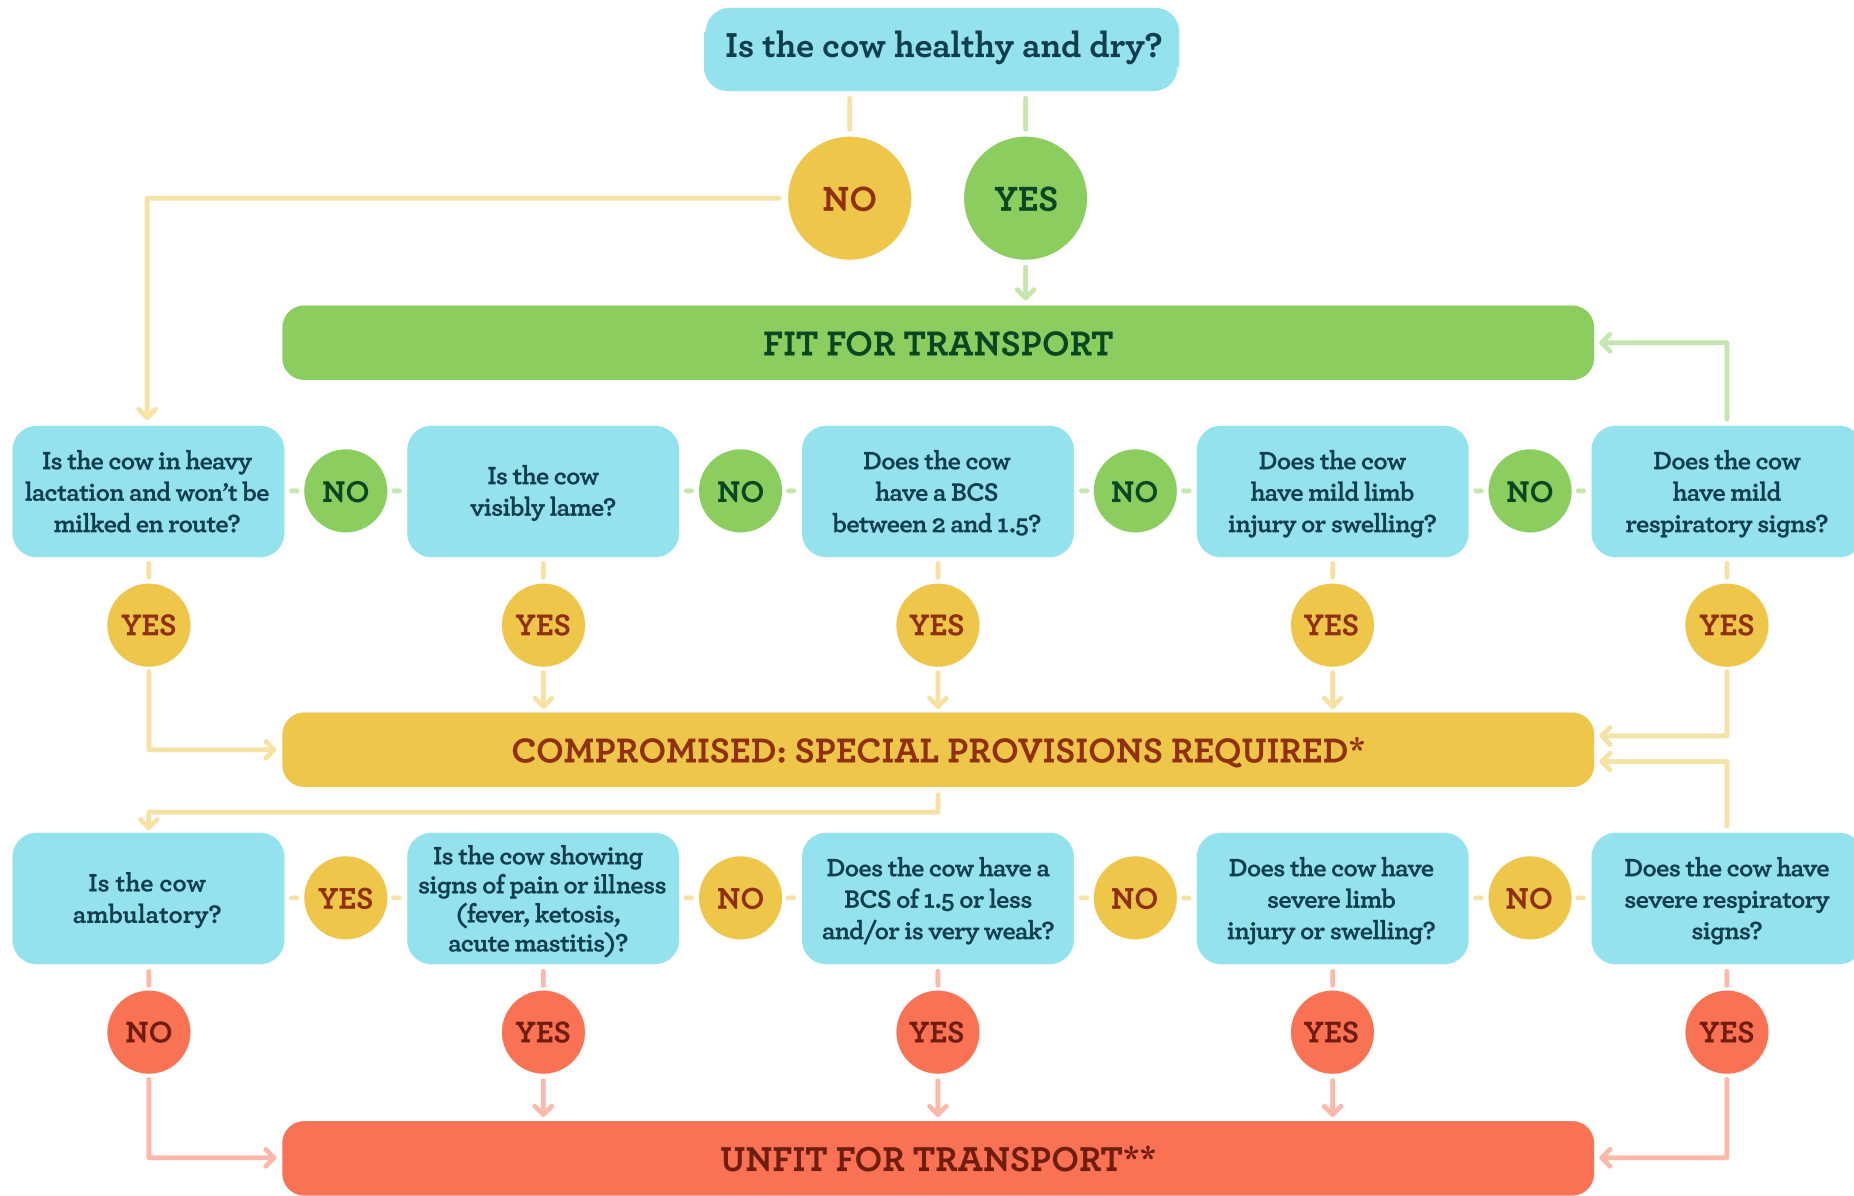 Is the cow healthy and dry?
NO
YES
FIT FOR TRANSPORT
Is the cow in heavy
lactation and won't be
milked en route?
NO
Is the cow
visibly lame?
NO
Does the cow
have a BCS
between 2 and 1.5?
NO
Does the cow
have mild limb
injury or swelling?
NO
Does the cow
have mild
respiratory signs?
YES
YES
YES
YES
YES
COMPROMISED: SPECIAL PROVISIONS REQUIRED*
Is the cow
ambulatory?
YES
Is the cow showing
signs of pain or illness
(fever, ketosis,
acute mastitis)?
NO
Does the cow have a
BCS of 1.5 or less
and/or is very weak?
NO
Does the cow have
severe limb
injury or swelling?
NO
Does the cow have
severe respiratory
signs?
NO
YES
YES
YES
YES
UNFIT FOR TRANSPORT**